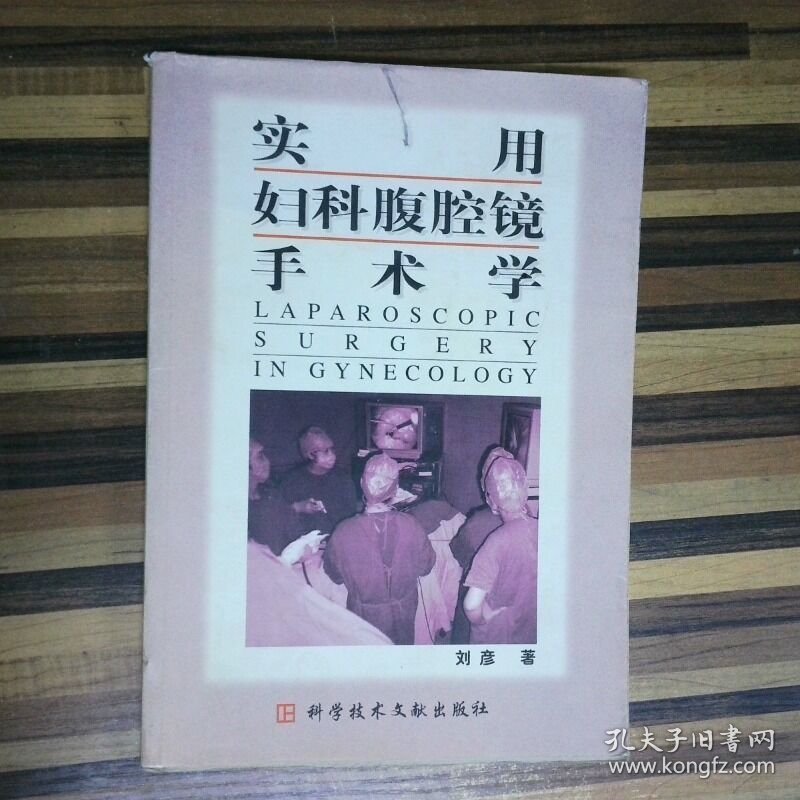 实用
妇科腹腔镜
手术学
LAPAROSCOPIC
SURGERY
IN GYNECOLOGY
刘彦 著
科学技术文献出版社
孔夫子旧书网
www.kongfz.com